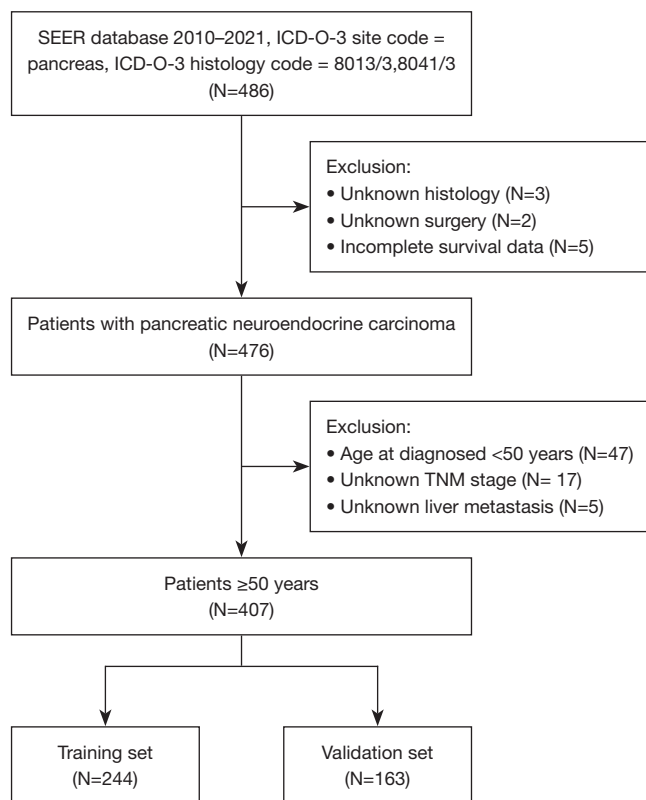 SEER database 2010–2021, ICD-O-3 site code =
pancreas, ICD-O-3 histology code = 8013/3,8041/3
(N=486)
Exclusion:
• Unknown histology (N=3)
• Unknown surgery (N=2)
• Incomplete survival data (N=5)
Patients with pancreatic neuroendocrine carcinoma
(N=476)
Exclusion:
• Age at diagnosed <50 years (N=47)
• Unknown TNM stage (N= 17)
• Unknown liver metastasis (N=5)
Patients ≥50 years
(N=407)
Training set
(N=244)
Validation set
(N=163)